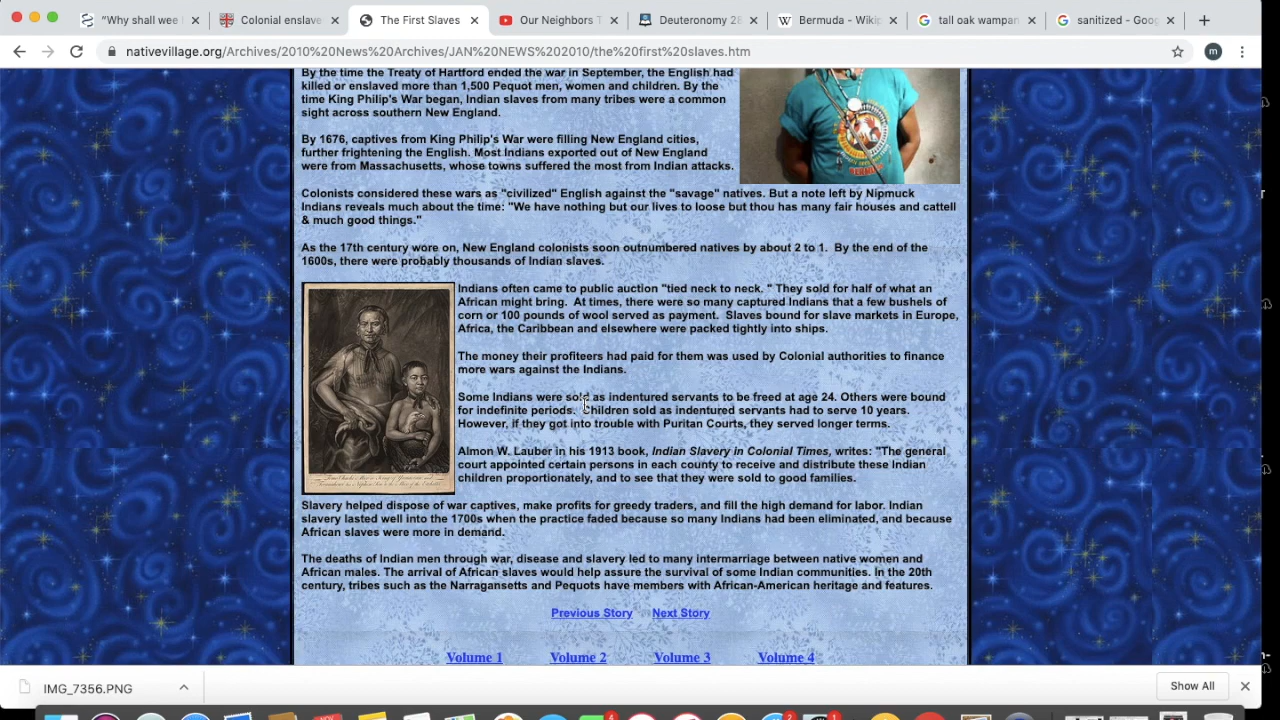 "Why shall wee
Colonial enslave
The First Slaves
Our Neighbors T
Deuteronomy 28
Bermuda - Wikip
tall oak wampan
sanitized - Goog
nativevillage.org/Archives/2010%20News%20Archives/JAN%20NEWS%202010/the%20first%20slaves.htm
m
By the time the Treaty of Hartford ended the war in September, the English had
killed or enslaved more than 1,500 Pequot men, women and children. By the
time King Philip's War began, Indian slaves from many tribes were a common
sight across southern New England.
By 1676, captives from King Philip's War were filling New England cities,
further frightening the English. Most Indians exported out of New England
were from Massachusetts, whose towns suffered the most from Indian attacks.
Colonists considered these wars as "civilized" English against the "savage" natives. But a note left by Nipmuck
Indians reveals much about the time: "We have nothing but our lives to loose but thou has many fair houses and cattell
& much good things."
As the 17th century wore on, New England colonists soon outnumbered natives by about 2 to 1. By the end of the
1600s, there were probably thousands of Indian slaves.
Indians often came to public auction "tied neck to neck. " They sold for half of what an
African might bring. At times, there were so many captured Indians that a few bushels of
corn or 100 pounds of wool served as payment. Slaves bound for slave markets in Europe,
Africa, the Caribbean and elsewhere were packed tightly into ships.
The money their profiteers had paid for them was used by Colonial authorities to finance
more wars against the Indians.
Some Indians were sold as indentured servants to be freed at age 24. Others were bound
for indefinite periods. Children sold as indentured servants had to serve 10 years.
However, if they got into trouble with Puritan Courts, they served longer terms.
Almon W. Lauber in his 1913 book, Indian Slavery in Colonial Times, writes: "The general
court appointed certain persons in each county to receive and distribute these Indian
children proportionately, and to see that they were sold to good families.
Slavery helped dispose of war captives, make profits for greedy traders, and fill the high demand for labor. Indian
slavery lasted well into the 1700s when the practice faded because so many Indians had been eliminated, and because
African slaves were more in demand.
The deaths of Indian men through war, disease and slavery led to many intermarriage between native women and
African males. The arrival of African slaves would help assure the survival of some Indian communities. In the 20th
century, tribes such as the Narragansetts and Pequots have members with African-American heritage and features.
Previous Story Next Story
Volume 1 Volume 2 Volume 3 Volume 4
IMG_7356.PNG
Show All